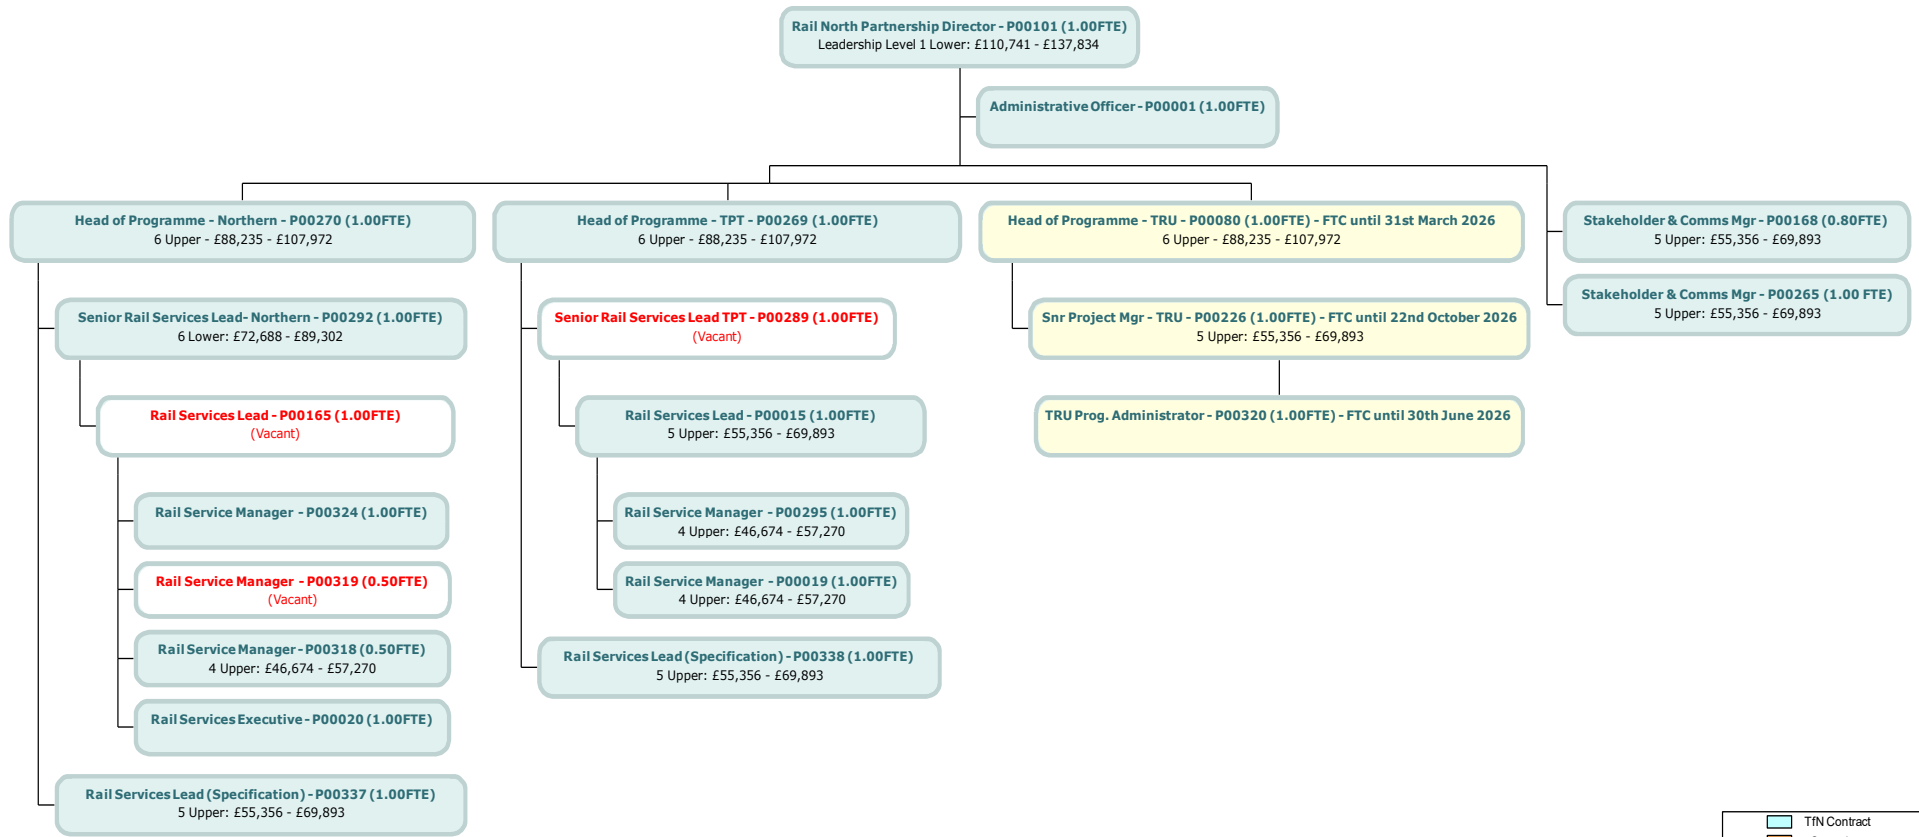 Rail North Partnership Director - P00101 (1.00FTE)
Leadership Level 1 Lower: £110,741 - £137,834
Administrative Officer - P00001 (1.00FTE)
Head of Programme - Northern - P00270 (1.00FTE)
6 Upper - £88,235 - £107,972
Head of Programme - TPT - P00269 (1.00FTE)
6 Upper - £88,235 - £107,972
Head of Programme - TRU - P00080 (1.00FTE) - FTC until 31st March 2026
6 Upper - £88,235 - £107,972
Stakeholder & Comms Mgr - P00168 (0.80FTE)
5 Upper: £55,356 - £69,893
Stakeholder & Comms Mgr - P00265 (1.00 FTE)
5 Upper: £55,356 - £69,893
Senior Rail Services Lead- Northern - P00292 (1.00FTE)
6 Lower: £72,688 - £89,302
Senior Rail Services Lead TPT - P00289 (1.00FTE)
(Vacant)
Snr Project Mgr - TRU - P00226 (1.00FTE) - FTC until 22nd October 2026
5 Upper: £55,356 - £69,893
Rail Services Lead - P00165 (1.00FTE)
(Vacant)
Rail Services Lead - P00015 (1.00FTE)
5 Upper: £55,356 - £69,893
TRU Prog. Administrator - P00320 (1.00FTE) - FTC until 30th June 2026
Rail Service Manager - P00324 (1.00FTE)
Rail Service Manager - P00295 (1.00FTE)
4 Upper: £46,674 - £57,270
Rail Service Manager - P00319 (0.50FTE)
(Vacant)
Rail Service Manager - P00019 (1.00FTE)
4 Upper: £46,674 - £57,270
Rail Service Manager - P00318 (0.50FTE)
4 Upper: £46,674 - £57,270
Rail Services Lead (Specification) - P00338 (1.00FTE)
5 Upper: £55,356 - £69,893
Rail Services Executive - P00020 (1.00FTE)
Rail Services Lead (Specification) - P00337 (1.00FTE)
5 Upper: £55,356 - £69,893
TfN Contract